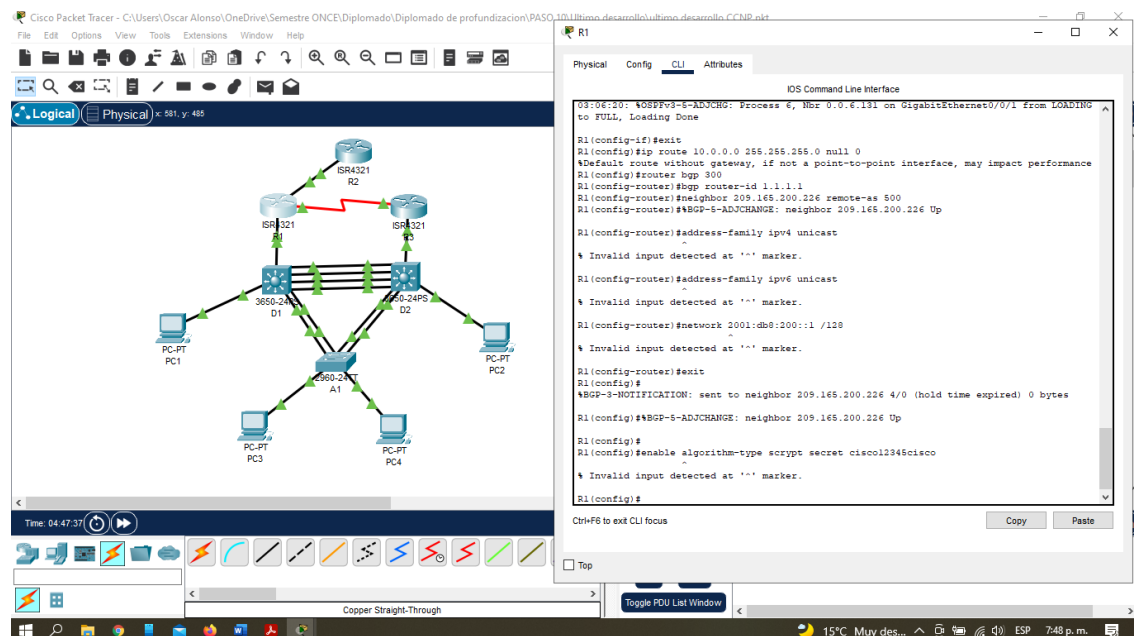 Cisco Packet Tracer - C:\Users\Oscar Alonso\OneDrive\Semestre ONCE\Diplomado\Diplomado de profundizacion\PASO 10\Ultimo desarrollo\ultimo desarrollo CCNP.pkt
File Edit Options View Tools Extensions Window Help
Logical Physical x: 581, y: 485
ISR4321
R2
ISR4321
R1
ISR4321
R3
3650-24PS
D1
3650-24PS
D2
PC-PT
PC1
PC-PT
PC2
2960-24TT
A1
PC-PT
PC3
PC-PT
PC4
Time: 04:47:37
Copper Straight-Through
Toggle PDU List Window
R1
Physical Config CLI Attributes
IOS Command Line Interface
03:06:20: %OSPFv3-5-ADJCHG: Process 6, Nbr 0.0.6.131 on GigabitEthernet0/0/1 from LOADING
to FULL, Loading Done
R1(config-if)#exit
R1(config)#ip route 10.0.0.0 255.255.255.0 null 0
%Default route without gateway, if not a point-to-point interface, may impact performance
R1(config)#router bgp 300
R1(config-router)#bgp router-id 1.1.1.1
R1(config-router)#neighbor 209.165.200.226 remote-as 500
R1(config-router)#%BGP-5-ADJCHANGE: neighbor 209.165.200.226 Up
R1(config-router)#address-family ipv4 unicast
^
% Invalid input detected at '^' marker.
R1(config-router)#address-family ipv6 unicast
^
% Invalid input detected at '^' marker.
R1(config-router)#network 2001:db8:200::1 /128
^
% Invalid input detected at '^' marker.
R1(config-router)#exit
R1(config)#
%BGP-3-NOTIFICATION: sent to neighbor 209.165.200.226 4/0 (hold time expired) 0 bytes
R1(config)#%BGP-5-ADJCHANGE: neighbor 209.165.200.226 Up
R1(config)#
R1(config)#enable algorithm-type scrypt secret cisco12345cisco
^
% Invalid input detected at '^' marker.
R1(config)#
Ctrl+F6 to exit CLI focus
Copy Paste
Top
15°C Muy des... ESP 7:48 p. m.